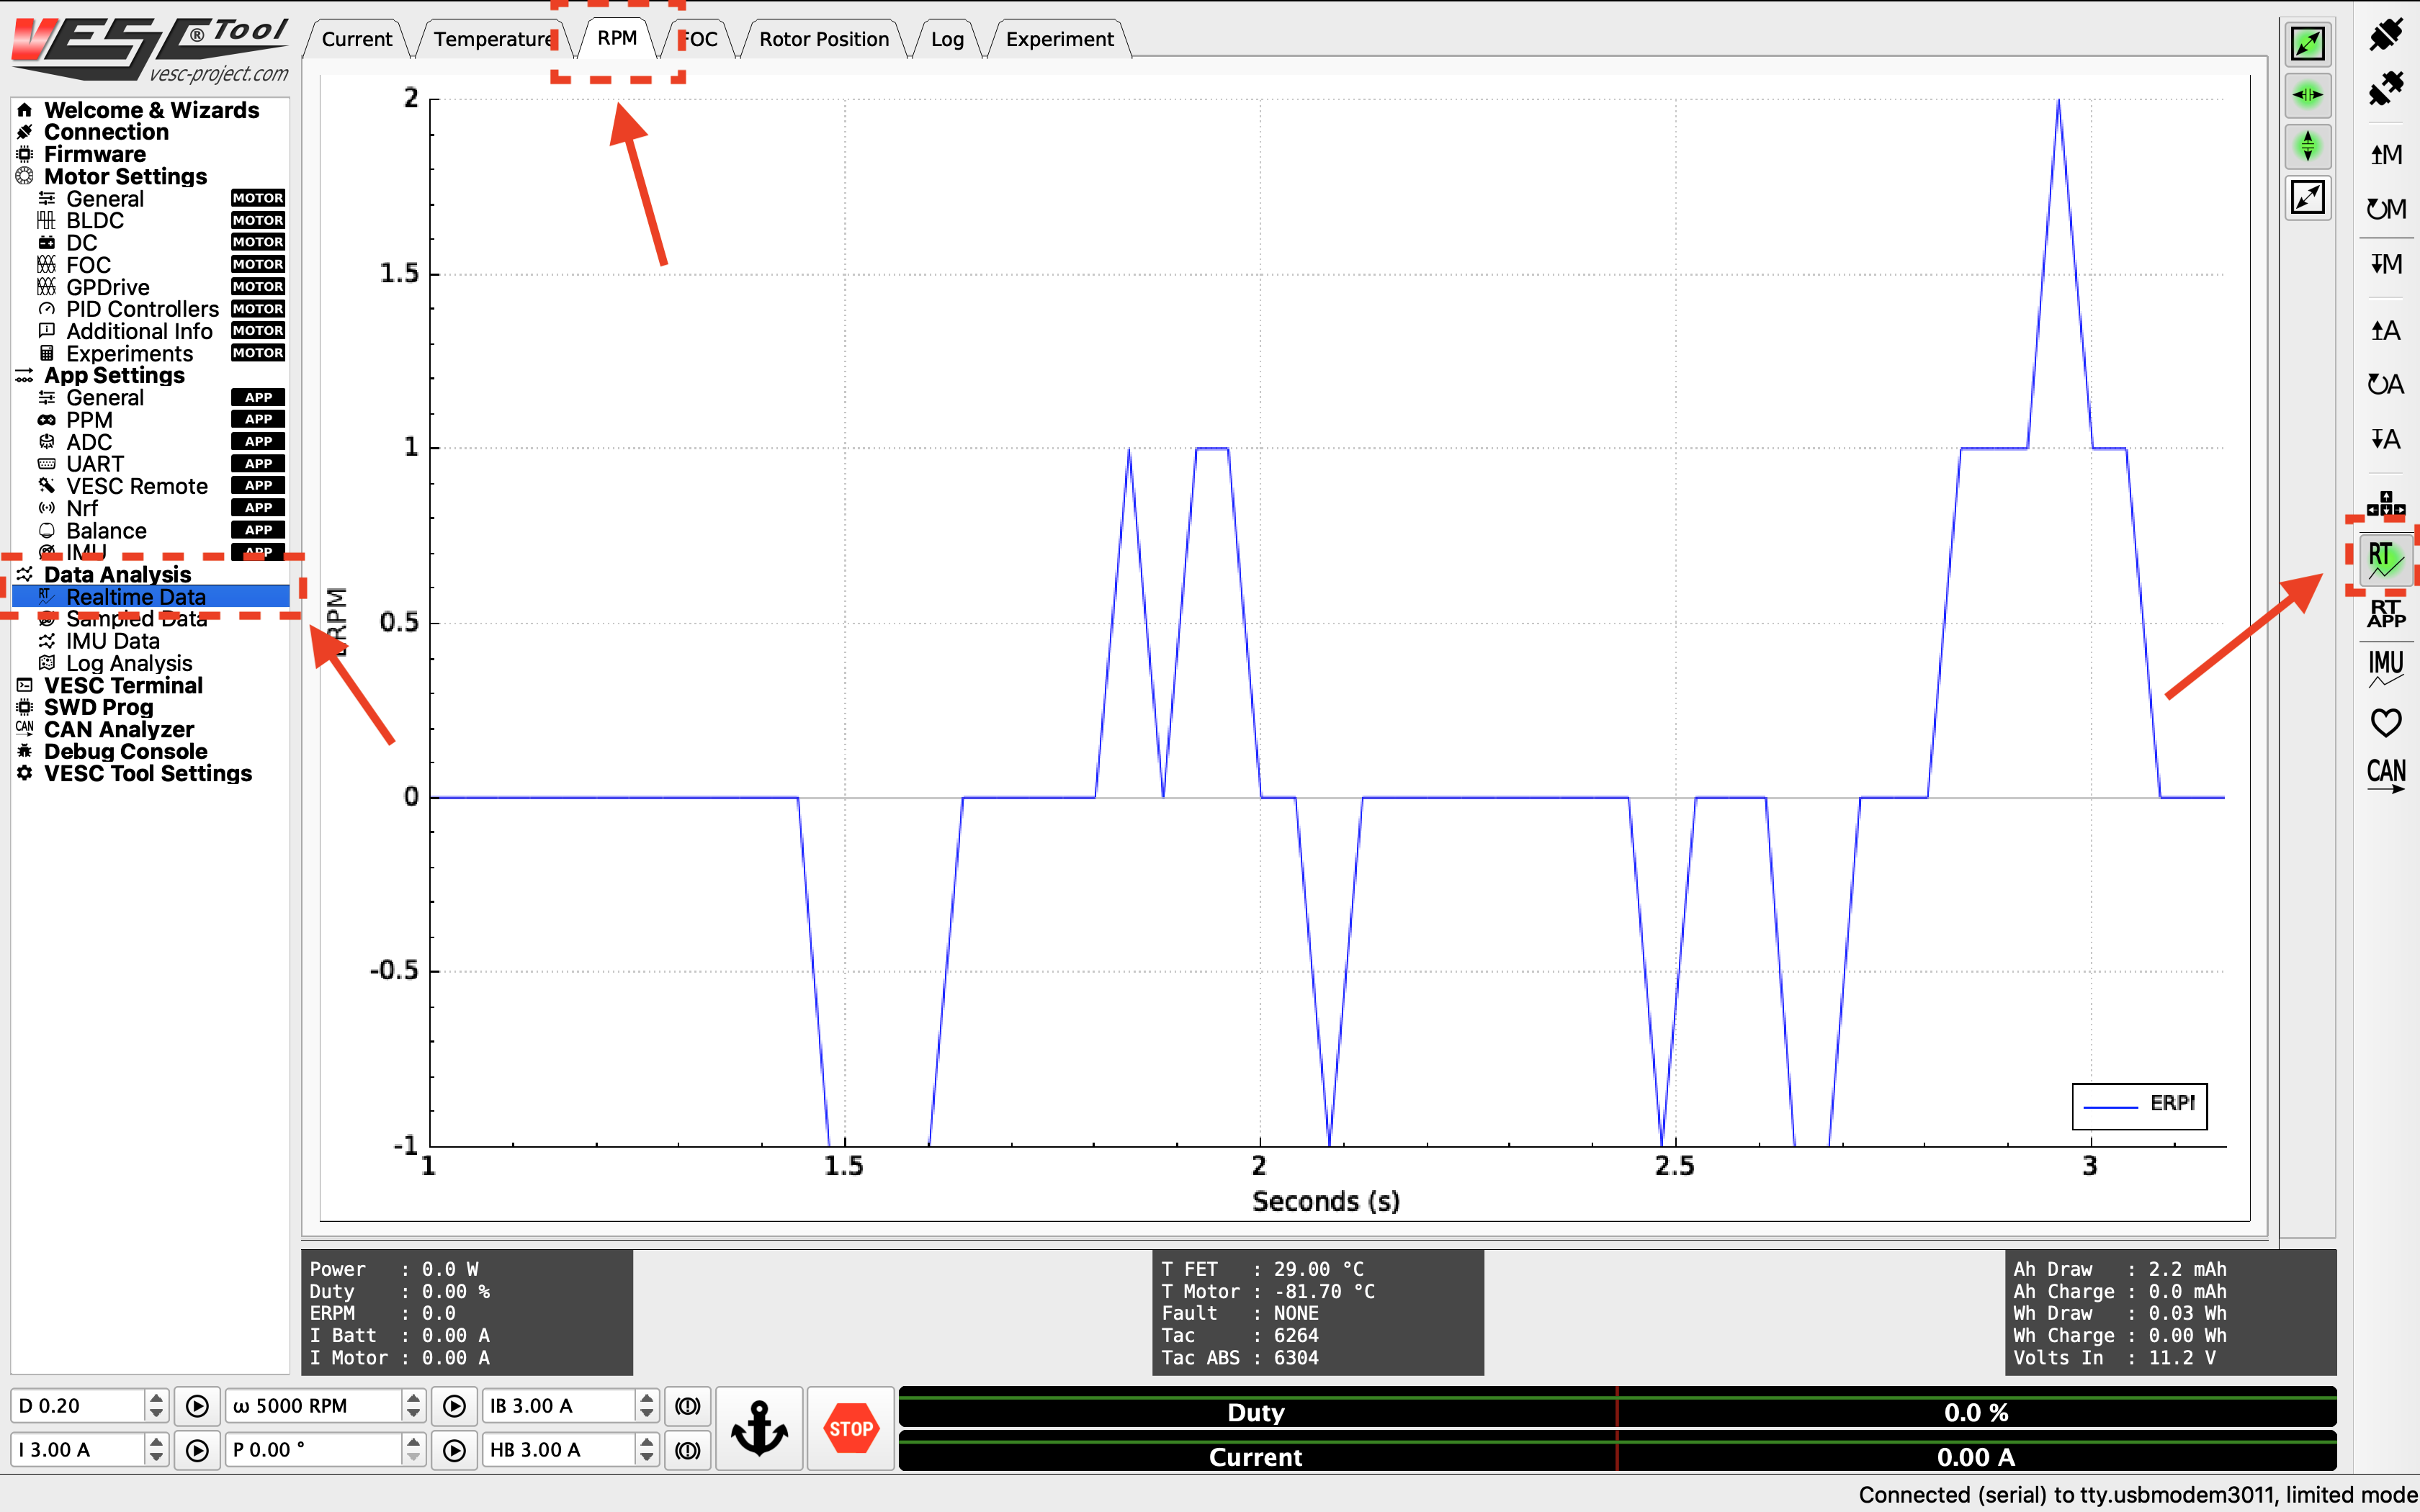 VESC® Tool
vesc-project.com
Current
Temperature
RPM
FOC
Rotor Position
Log
Experiment
Welcome & Wizards
Connection
Firmware
Motor Settings
General MOTOR
BLDC MOTOR
DC MOTOR
FOC MOTOR
GPDrive MOTOR
PID Controllers MOTOR
Additional Info MOTOR
Experiments MOTOR
App Settings
General APP
PPM APP
ADC APP
UART APP
VESC Remote APP
Nrf APP
Balance APP
IMU APP
Data Analysis
RT Realtime Data
Sampled Data
IMU Data
Log Analysis
VESC Terminal
SWD Prog
CAN CAN Analyzer
Debug Console
VESC Tool Settings
2
1.5
1
0.5
0
-0.5
-1
ERPM
1
1.5
2
2.5
3
Seconds (s)
ERPI
M
M
M
A
A
A
RT
RT
APP
IMU
CAN
Power : 0.0 W
Duty : 0.00 %
ERPM : 0.0
I Batt : 0.00 A
I Motor : 0.00 A
T FET : 29.00 °C
T Motor : -81.70 °C
Fault : NONE
Tac : 6264
Tac ABS : 6304
Ah Draw : 2.2 mAh
Ah Charge : 0.0 mAh
Wh Draw : 0.03 Wh
Wh Charge : 0.00 Wh
Volts In : 11.2 V
D 0.20
ω 5000 RPM
IB 3.00 A
I 3.00 A
P 0.00 °
HB 3.00 A
STOP
Duty 0.0 %
Current 0.00 A
Connected (serial) to tty.usbmodem3011, limited mode